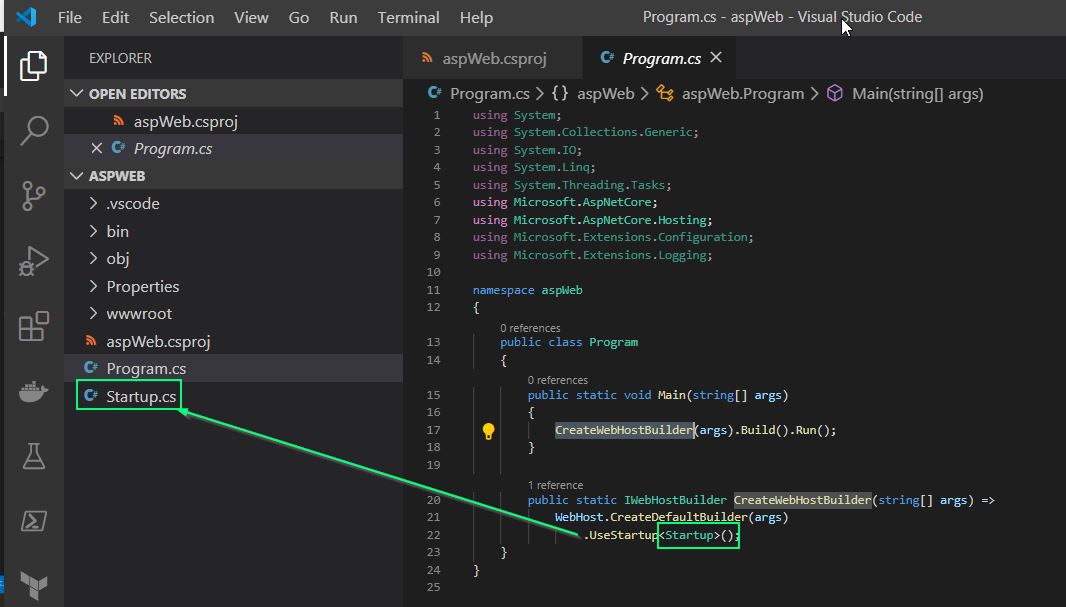 File Edit Selection View Go Run Terminal Help Program.cs - aspWeb - Visual Studio Code
EXPLORER
OPEN EDITORS
aspWeb.csproj
Program.cs
ASPWEB
.vscode
bin
obj
Properties
wwwroot
aspWeb.csproj
Program.cs
Startup.cs
aspWeb.csproj Program.cs
Program.cs > {} aspWeb > aspWeb.Program > Main(string[] args)
1 using System;
2 using System.Collections.Generic;
3 using System.IO;
4 using System.Linq;
5 using System.Threading.Tasks;
6 using Microsoft.AspNetCore;
7 using Microsoft.AspNetCore.Hosting;
8 using Microsoft.Extensions.Configuration;
9 using Microsoft.Extensions.Logging;
10
11 namespace aspWeb
12 {
0 references
13 public class Program
14 {
0 references
15 public static void Main(string[] args)
16 {
17 CreateWebHostBuilder(args).Build().Run();
18 }
19
1 reference
20 public static IWebHostBuilder CreateWebHostBuilder(string[] args) =>
21 WebHost.CreateDefaultBuilder(args)
22 .UseStartup<Startup>();
23 }
24 }
25